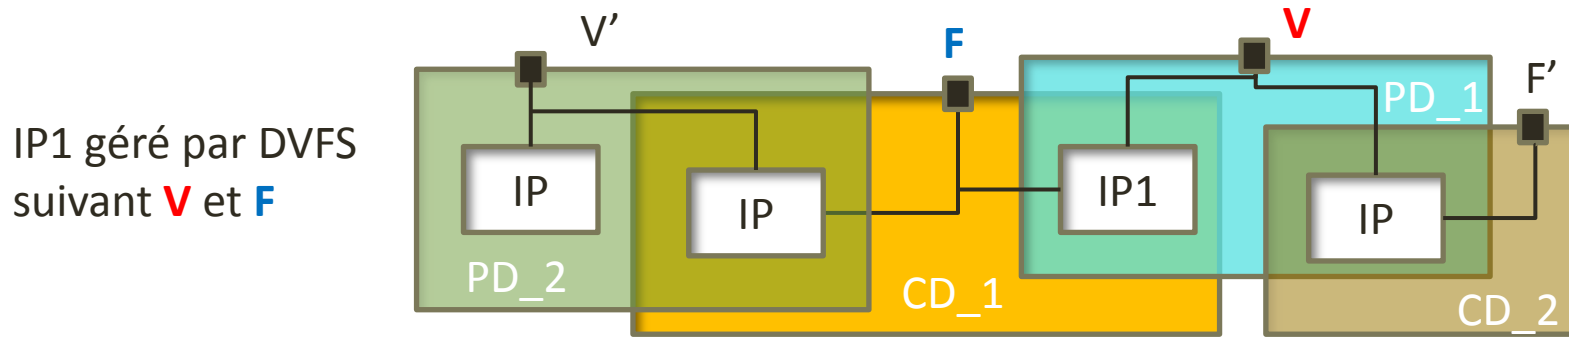 IP1 géré par DVFS
suivant V et F
V’
F
V
F’
PD_1
IP
IP
IP1
IP
PD_2
CD_1
CD_2